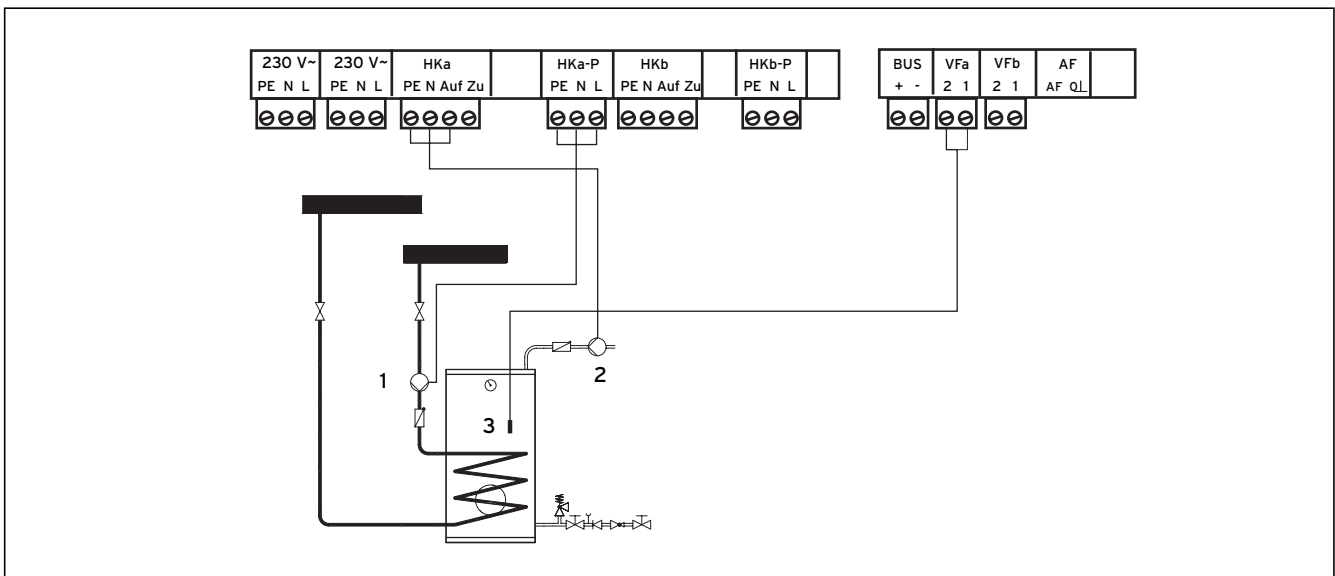 230 V~ 230 V~ HKa HKa-P HKb HKb-P BUS VFa VFb AF
PE N L PE N L PE N Auf Zu PE N L PE N Auf Zu PE N L + - 2 1 2 1 AF 0⊥
1
2
3